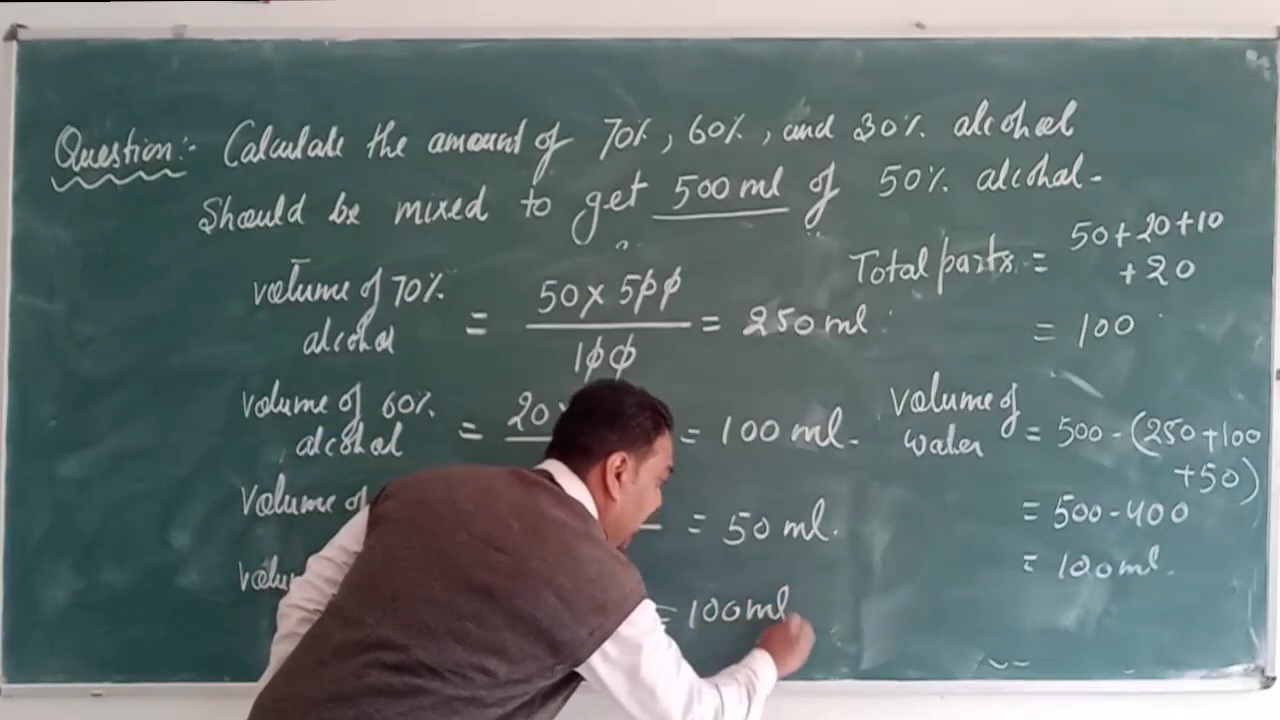 Question:- Calculate the amount of 70%, 60%, and 30% alcohol
Should be mixed to get 500 ml of 50% alcohol-
Total parts = 50+20+10
+20
= 100
volume of 70%
alcohol = 50 x 500 / 100 = 250 ml
volume of 60%
alcohol = 20 = 100 ml-
volume of = 50 ml.
= 100 ml
volume of
water = 500-(250+100
+50)
= 500-400
= 100 ml.